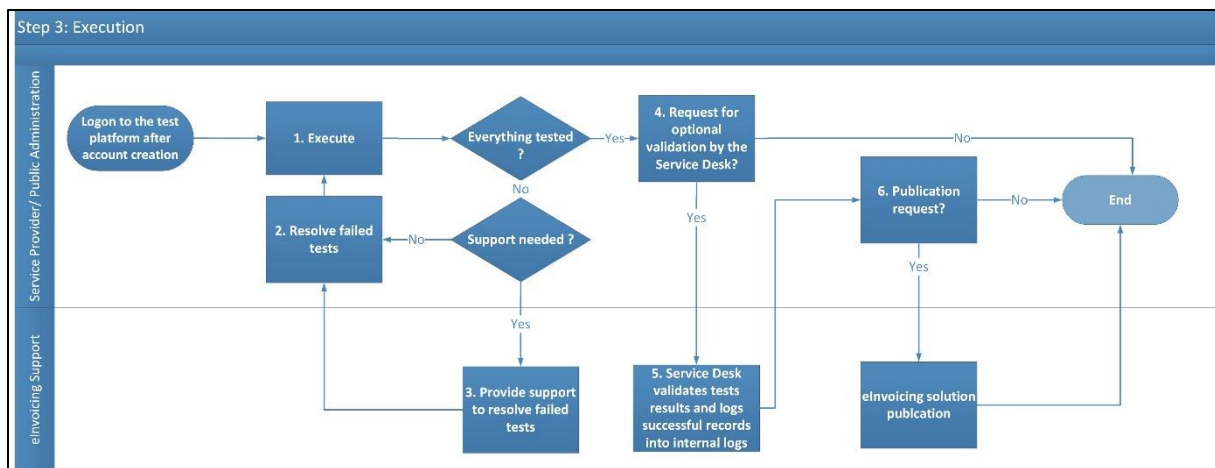 Step 3: Execution
Service Provider/ Public Administration
Logon to the test
platform after
account creation
1. Execute
Everything tested
?
Yes
4. Request for
optional
validation by the
Service Desk?
No
No
Yes
2. Resolve failed
tests
No
Support needed ?
6. Publication
request?
No
End
Yes
Yes
eInvoicing Support
3. Provide support
to resolve failed
tests
5. Service Desk
validates tests
results and logs
successful records
into internal logs
eInvoicing solution
publcation